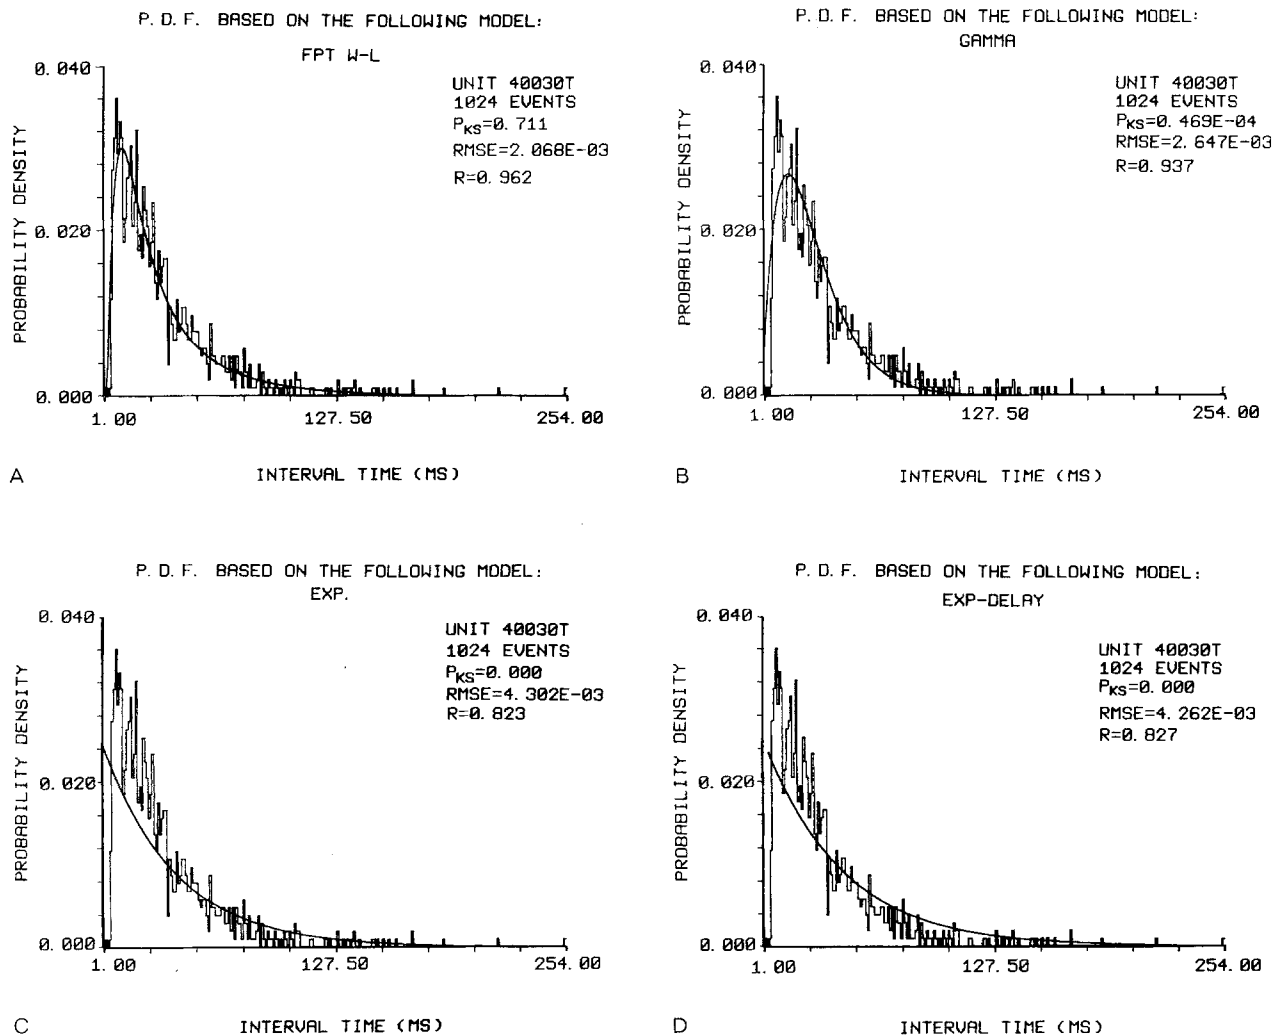 P. D. F. BASED ON THE FOLLOWING MODEL:
FPT W-L
0.040
UNIT 40030T
1024 EVENTS
PKS=0.711
RMSE=2.068E-03
R=0.962
PROBABILITY DENSITY
0.020
0.000
1.00
127.50
254.00
A
INTERVAL TIME (MS)
P. D. F. BASED ON THE FOLLOWING MODEL:
GAMMA
0.040
UNIT 40030T
1024 EVENTS
PKS=0.469E-04
RMSE=2.647E-03
R=0.937
PROBABILITY DENSITY
0.020
0.000
1.00
127.50
254.00
B
INTERVAL TIME (MS)
P. D. F. BASED ON THE FOLLOWING MODEL:
EXP.
0.040
UNIT 40030T
1024 EVENTS
PKS=0.000
RMSE=4.302E-03
R=0.823
PROBABILITY DENSITY
0.020
0.000
1.00
127.50
254.00
C
INTERVAL TIME (MS)
P. D. F. BASED ON THE FOLLOWING MODEL:
EXP-DELAY
0.040
UNIT 40030T
1024 EVENTS
PKS=0.000
RMSE=4.262E-03
R=0.827
PROBABILITY DENSITY
0.020
0.000
1.00
127.50
254.00
D
INTERVAL TIME (MS)